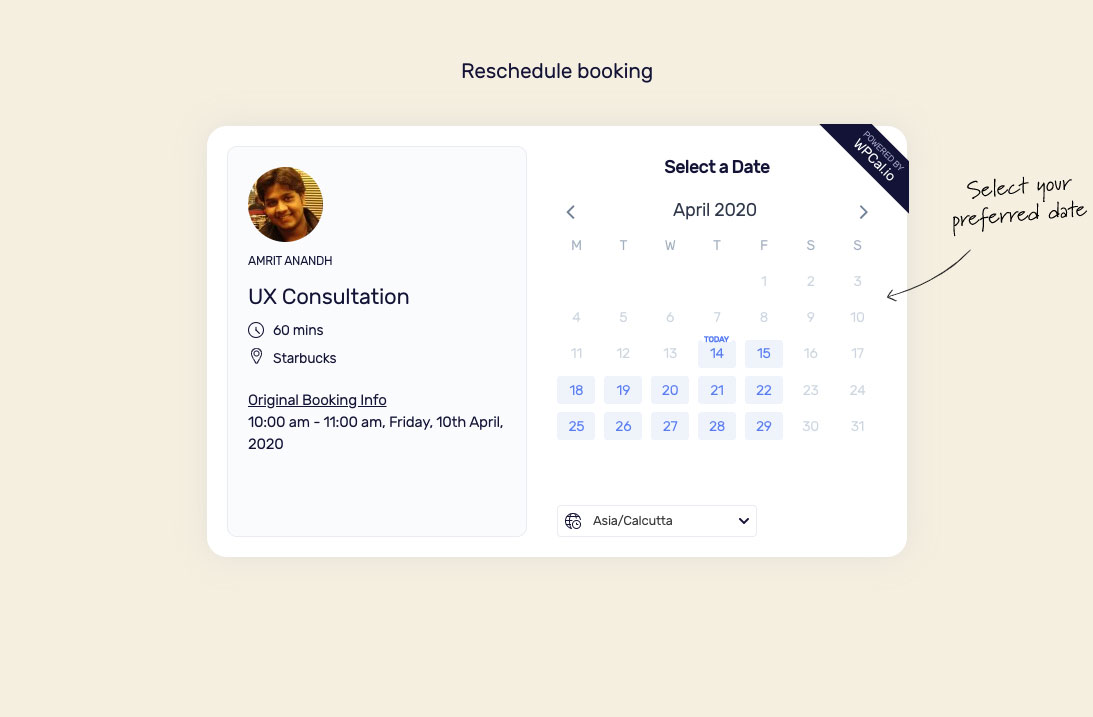 Reschedule booking
POWERED BY
WPCal.io
AMRIT ANANDH
UX Consultation
60 mins
Starbucks
Original Booking Info
10:00 am - 11:00 am, Friday, 10th April,
2020
Select a Date
April 2020
M T W T F S S
1 2 3
4 5 6 7 8 9 10
TODAY
11 12 13 14 15 16 17
18 19 20 21 22 23 24
25 26 27 28 29 30 31
Asia/Calcutta
Select your
preferred date